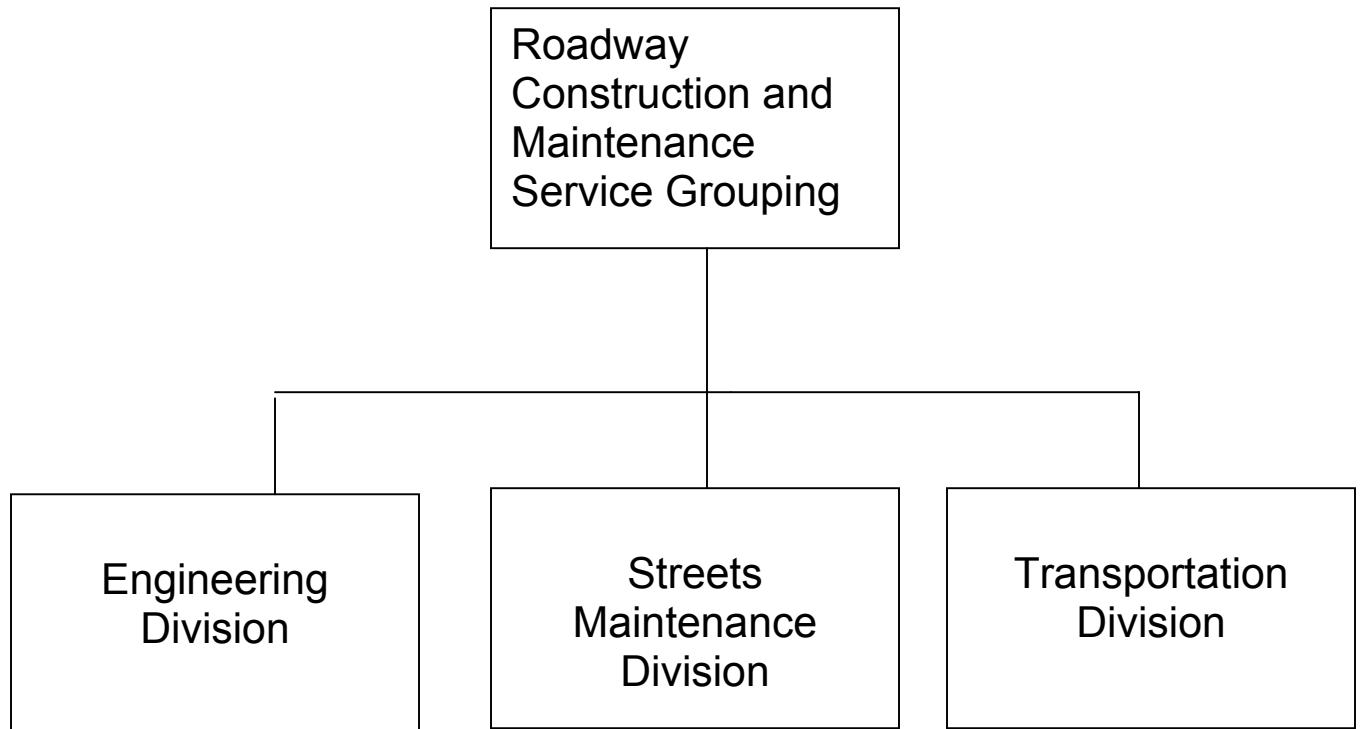 Roadway
Construction and
Maintenance
Service Grouping
Engineering
Division
Streets
Maintenance
Division
Transportation
Division